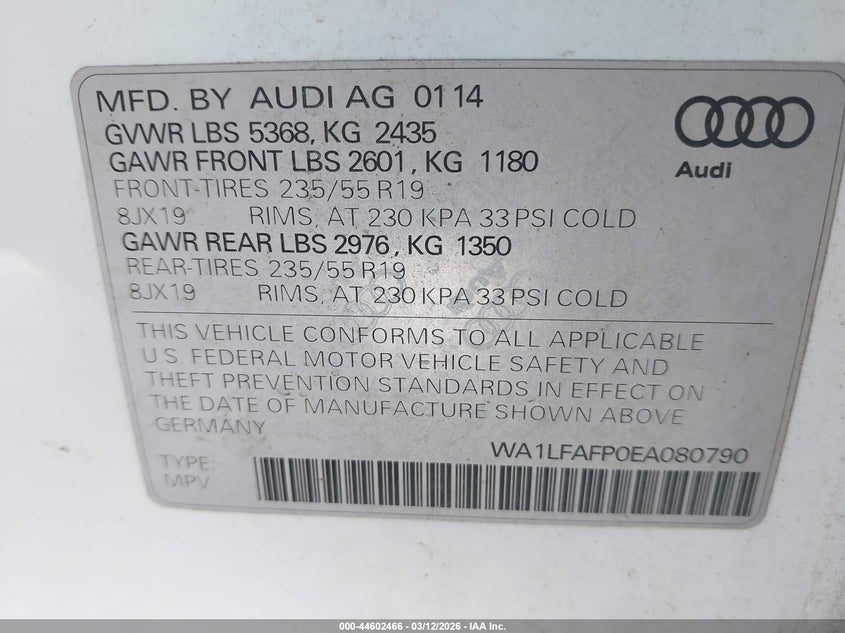 MFD. BY AUDI AG 01 14
GVWR LBS 5368, KG 2435
GAWR FRONT LBS 2601, KG 1180
FRONT-TIRES 235/55 R19
8JX19 RIMS, AT 230 KPA 33 PSI COLD
GAWR REAR LBS 2976, KG 1350
REAR-TIRES 235/55 R19
8JX19 RIMS, AT 230 KPA 33 PSI COLD
Audi
THIS VEHICLE CONFORMS TO ALL APPLICABLE
U.S. FEDERAL MOTOR VEHICLE SAFETY AND
THEFT PREVENTION STANDARDS IN EFFECT ON
THE DATE OF MANUFACTURE SHOWN ABOVE
GERMANY
WA1LFAFP0EA080790
TYPE
MPV
000-44602466 - 03/12/2026 - IAA Inc.